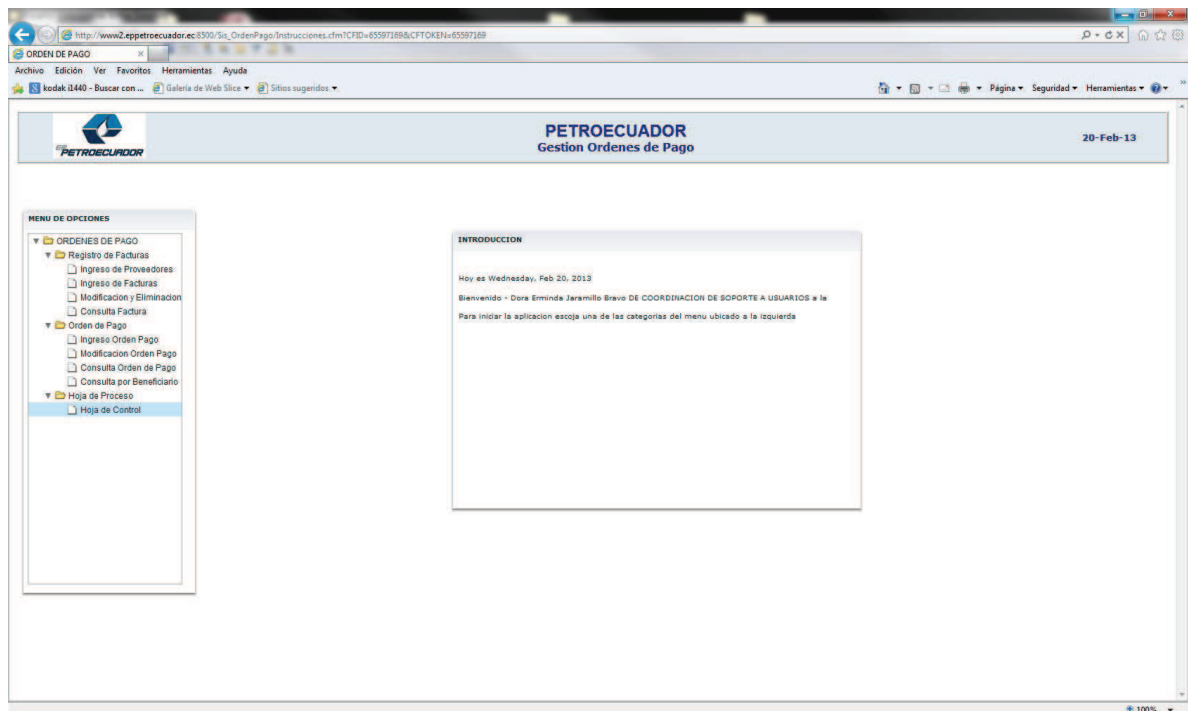 http://www2.eppetroecuador.ec:8500/Sis_OrdenPago/Instrucciones.cfm?CFID=65597169&CFTOKEN=65597169
ORDEN DE PAGO
Archivo Edición Ver Favoritos Herramientas Ayuda
kodak i1440 - Buscar con ... Galería de Web Slice Sitios sugeridos Página Seguridad Herramientas
EP PETROECUADOR
PETROECUADOR
Gestion Ordenes de Pago
20-Feb-13
MENU DE OPCIONES
ORDENES DE PAGO
Registro de Facturas
Ingreso de Proveedores
Ingreso de Facturas
Modificacion y Eliminacion
Consulta Factura
Orden de Pago
Ingreso Orden Pago
Modificacion Orden Pago
Consulta Orden de Pago
Consulta por Beneficiario
Hoja de Proceso
Hoja de Control
INTRODUCCION
Hoy es Wednesday, Feb 20, 2013
Bienvenido - Dora Erminda Jaramillo Bravo DE COORDINACION DE SOPORTE A USUARIOS a la
Para iniciar la aplicacion escoja una de las categorias del menu ubicado a la izquierda
100%